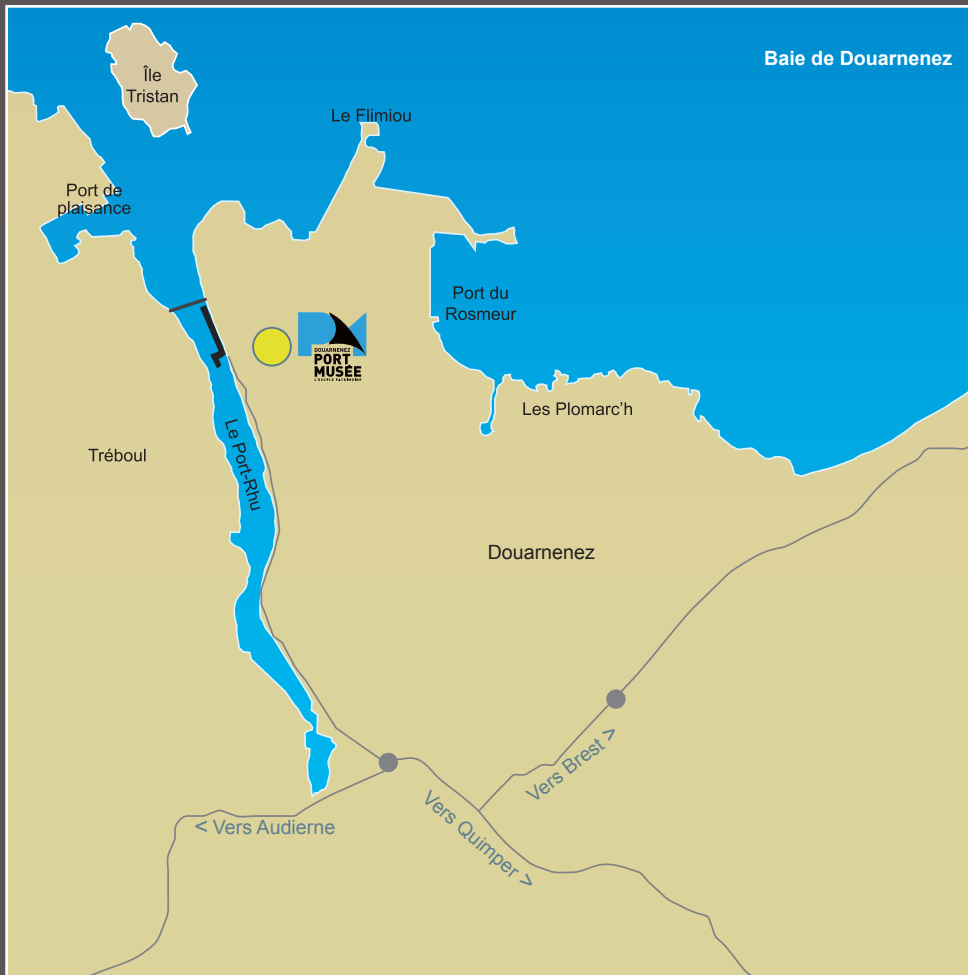 Baie de Douarnenez
Île
Tristan
Le Flimiou
Port de
plaisance
Port du
Rosmeur
DOUARNENEZ
PORT
MUSÉE
Les Plomarc'h
Le Port-Rhu
Tréboul
Douarnenez
Vers Brest >
< Vers Audierne
Vers Quimper >